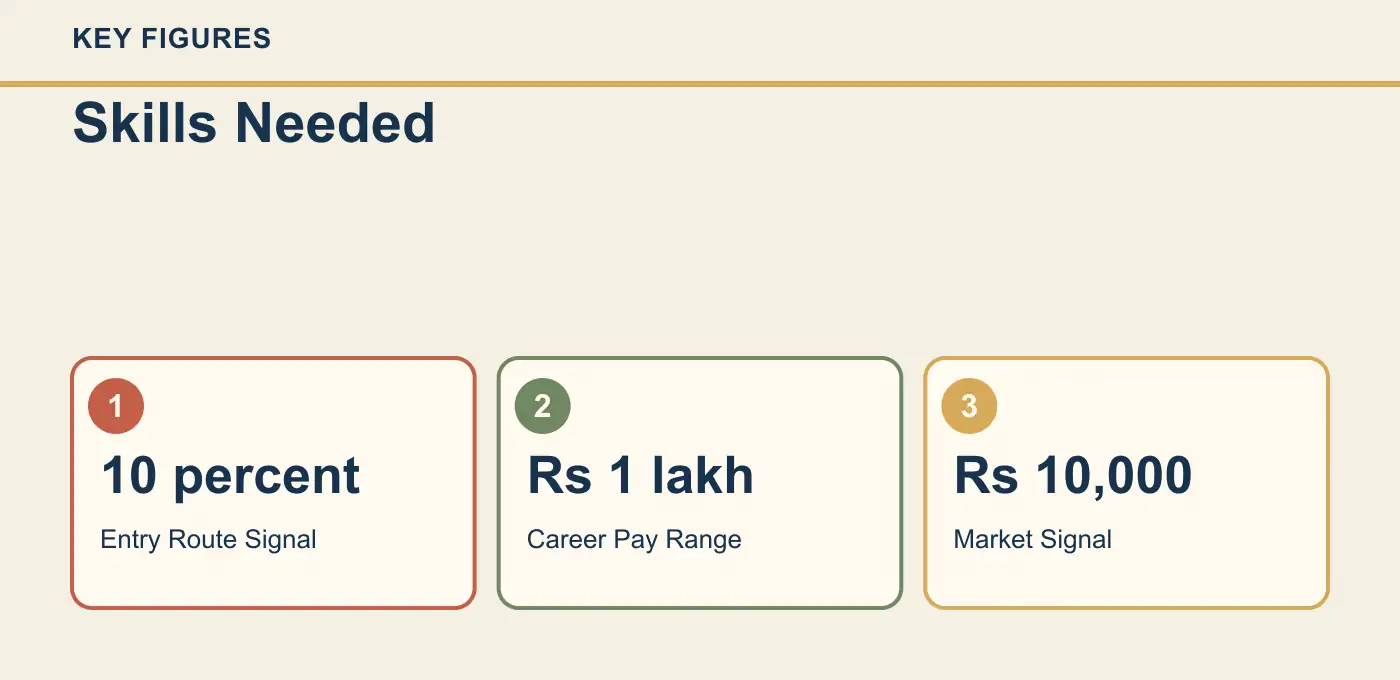 KEY FIGURES
Skills Needed
1
10 percent
Entry Route Signal
2
Rs 1 lakh
Career Pay Range
3
Rs 10,000
Market Signal